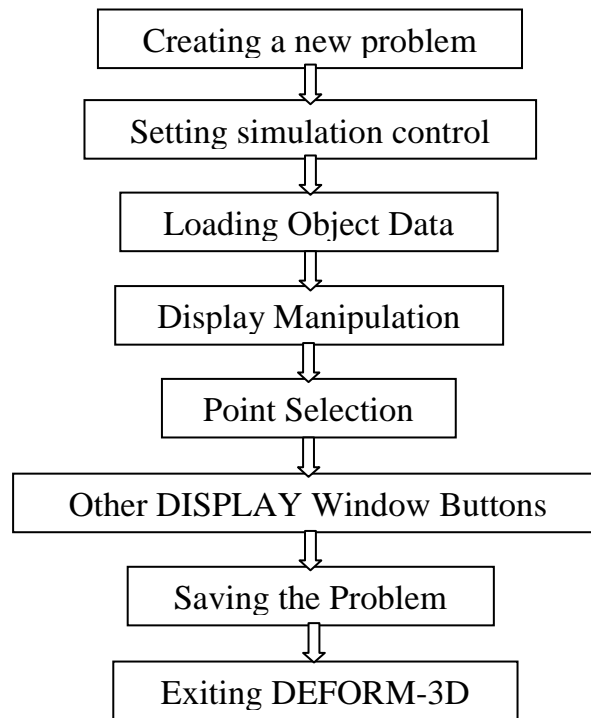 Creating a new problem
Setting simulation control
Loading Object Data
Display Manipulation
Point Selection
Other DISPLAY Window Buttons
Saving the Problem
Exiting DEFORM-3D